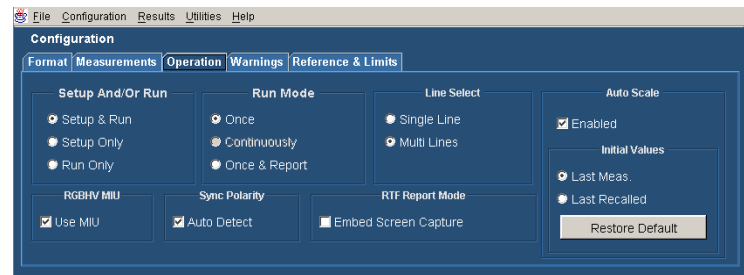 File Configuration Results Utilities Help
Configuration
Format Measurements Operation Warnings Reference & Limits
Setup And/Or Run
Setup & Run
Setup Only
Run Only
Run Mode
Once
Continuously
Once & Report
Line Select
Single Line
Multi Lines
Auto Scale
Enabled
Initial Values
Last Meas.
Last Recalled
Restore Default
RGBHV MIU
Use MIU
Sync Polarity
Auto Detect
RTF Report Mode
Embed Screen Capture